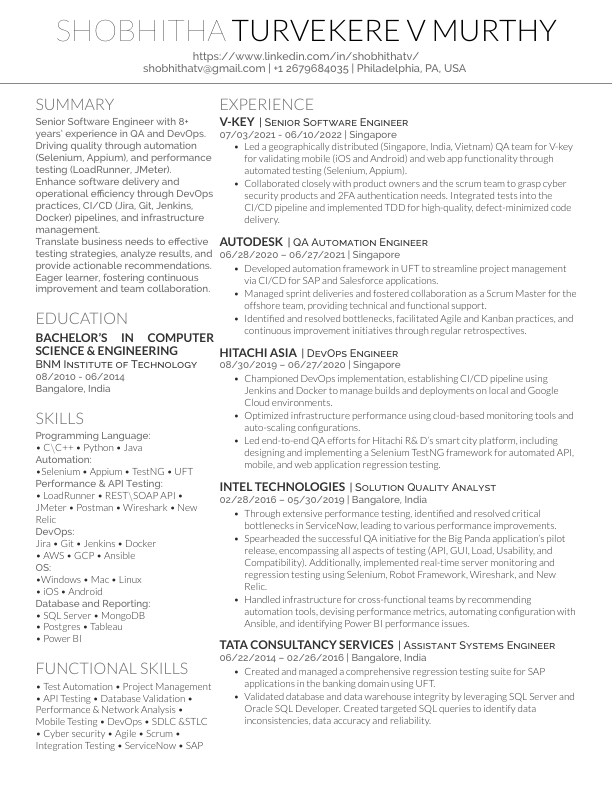 SHOBHITHA TURVEKERE V MURTHY
https://www.linkedin.com/in/shobhithatv/
shobhithatv@gmail.com | +1 2679684035 | Philadelphia, PA, USA
SUMMARY
Senior Software Engineer with 8+
years' experience in QA and DevOps.
Driving quality through automation
(Selenium, Appium), and performance
testing (LoadRunner, JMeter).
Enhance software delivery and
operational efficiency through DevOps
practices, CI/CD (Jira, Git, Jenkins,
Docker) pipelines, and infrastructure
management.
Translate business needs to effective
testing strategies, analyze results, and
provide actionable recommendations.
Eager learner, fostering continuous
improvement and team collaboration.
EDUCATION
BACHELOR'S IN COMPUTER
SCIENCE & ENGINEERING
BNM INSTITUTE OF TECHNOLOGY
08/2010 - 06/2014
Bangalore, India
SKILLS
Programming Language:
• C\C++ • Python • Java
Automation:
•Selenium • Appium • TestNG • UFT
Performance & API Testing:
• LoadRunner • REST\SOAP API •
JMeter • Postman • Wireshark • New
Relic
DevOps:
Jira • Git • Jenkins • Docker
• AWS • GCP • Ansible
OS:
•Windows • Mac • Linux
• iOS • Android
Database and Reporting:
• SQL Server • MongoDB
• Postgres • Tableau
• Power BI
FUNCTIONAL SKILLS
• Test Automation • Project Management
• API Testing • Database Validation •
Performance & Network Analysis •
Mobile Testing • DevOps • SDLC &STLC
• Cyber security • Agile • Scrum •
Integration Testing • ServiceNow • SAP
EXPERIENCE
V-KEY | SENIOR SOFTWARE ENGINEER
07/03/2021 - 06/10/2022 | Singapore
• Led a geographically distributed (Singapore, India, Vietnam) QA team for V-key
for validating mobile (iOS and Android) and web app functionality through
automated testing (Selenium, Appium).
• Collaborated closely with product owners and the scrum team to grasp cyber
security products and 2FA authentication needs. Integrated tests into the
CI/CD pipeline and implemented TDD for high-quality, defect-minimized code
delivery.
AUTODESK | QA AUTOMATION ENGINEER
06/28/2020 – 06/27/2021 | Singapore
• Developed automation framework in UFT to streamline project management
via CI/CD for SAP and Salesforce applications.
• Managed sprint deliveries and fostered collaboration as a Scrum Master for the
offshore team, providing technical and functional support.
• Identified and resolved bottlenecks, facilitated Agile and Kanban practices, and
continuous improvement initiatives through regular retrospectives.
HITACHI ASIA | DEVOPS ENGINEER
08/30/2019 – 06/27/2020 | Singapore
• Championed DevOps implementation, establishing CI/CD pipeline using
Jenkins and Docker to manage builds and deployments on local and Google
Cloud environments.
• Optimized infrastructure performance using cloud-based monitoring tools and
auto-scaling configurations.
• Led end-to-end QA efforts for Hitachi R& D's smart city platform, including
designing and implementing a Selenium TestNG framework for automated API,
mobile, and web application regression testing.
INTEL TECHNOLOGIES | SOLUTION QUALITY ANALYST
02/28/2016 – 05/30/2019 | Bangalore, India
• Through extensive performance testing, identified and resolved critical
bottlenecks in ServiceNow, leading to various performance improvements.
• Spearheaded the successful QA initiative for the Big Panda application's pilot
release, encompassing all aspects of testing (API, GUI, Load, Usability, and
Compatibility). Additionally, implemented real-time server monitoring and
regression testing using Selenium, Robot Framework, Wireshark, and New
Relic.
• Handled infrastructure for cross-functional teams by recommending
automation tools, devising performance metrics, automating configuration with
Ansible, and identifying Power BI performance issues.
TATA CONSULTANCY SERVICES | ASSISTANT SYSTEMS ENGINEER
06/22/2014 – 02/26/2016 | Bangalore, India
• Created and managed a comprehensive regression testing suite for SAP
applications in the banking domain using UFT.
• Validated database and data warehouse integrity by leveraging SQL Server and
Oracle SQL Developer. Created targeted SQL queries to identify data
inconsistencies, data accuracy and reliability.